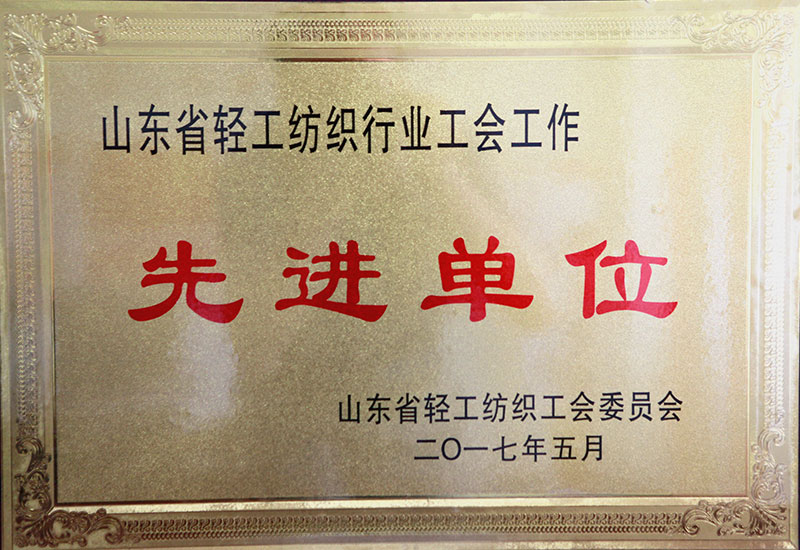 山东省轻工纺织行业工会工作
先进单位
山东省轻工纺织工会委员会
二〇一七年五月